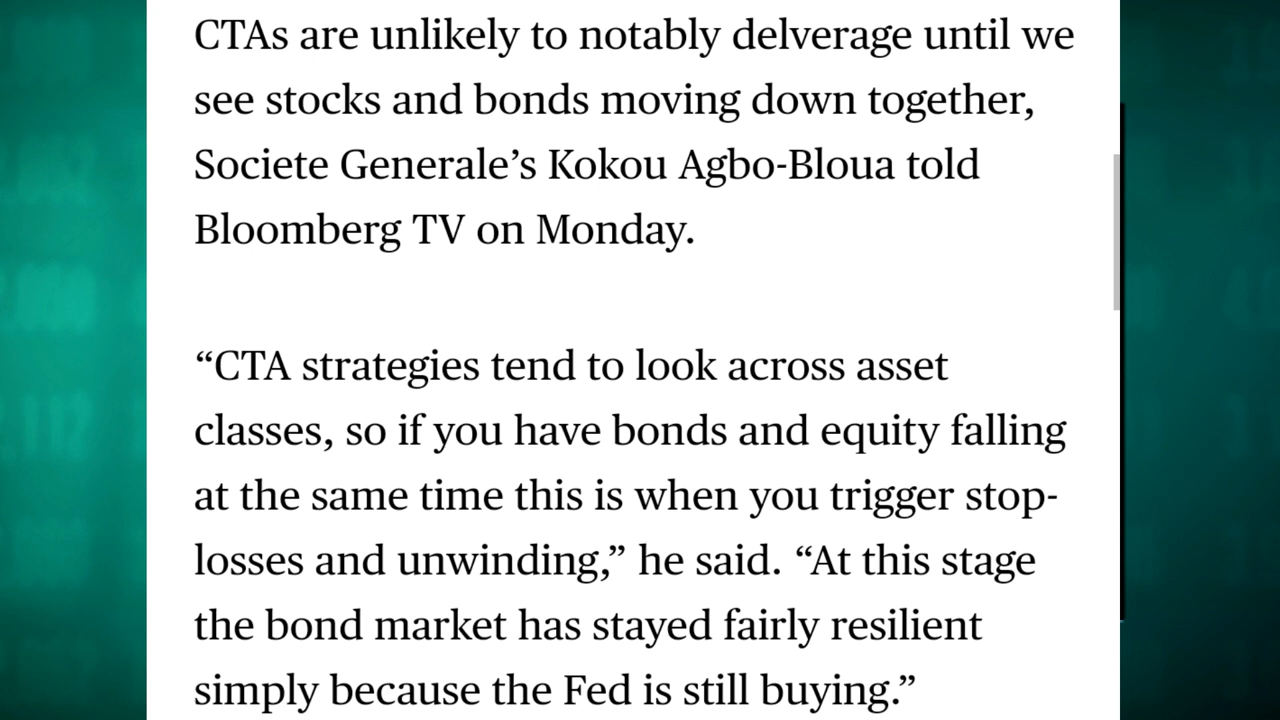 CTAs are unlikely to notably delverage until we
see stocks and bonds moving down together,
Societe Generale’s Kokou Agbo-Bloua told
Bloomberg TV on Monday.
“CTA strategies tend to look across asset
classes, so if you have bonds and equity falling
at the same time this is when you trigger stop-
losses and unwinding,” he said. “At this stage
the bond market has stayed fairly resilient
simply because the Fed is still buying.”